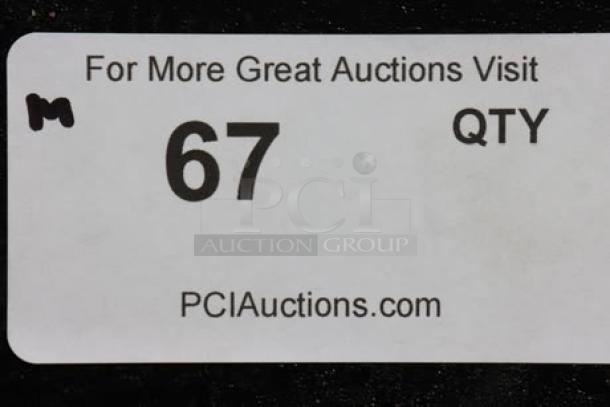 For More Great Auctions Visit
M
67
QTY
PCI
AUCTION GROUP
PCIAuctions.com